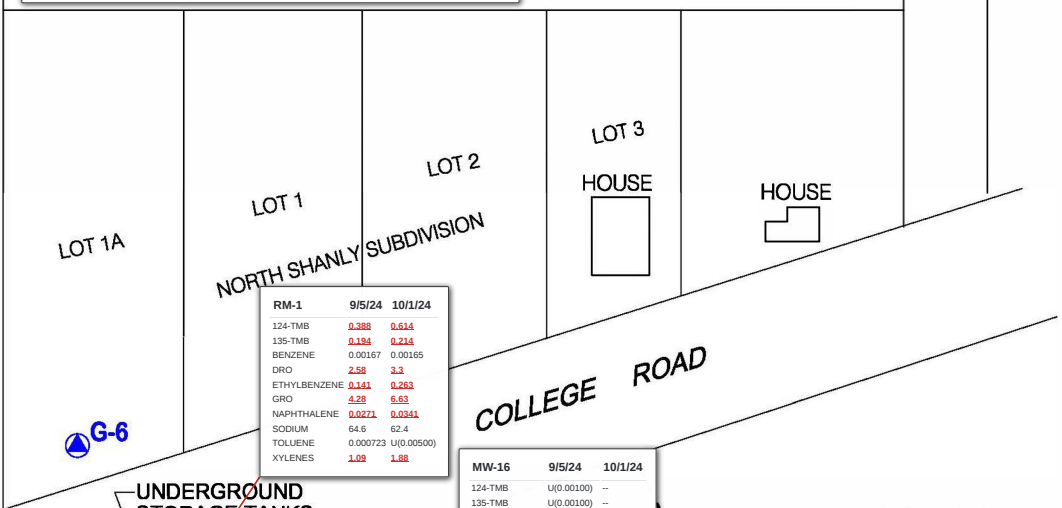 LOT 3
LOT 2
HOUSE
HOUSE
LOT 1
LOT 1A
NORTH SHANLY SUBDIVISION
RM-1 9/5/24 10/1/24
124-TMB 0.388 0.614
135-TMB 0.194 0.214
BENZENE 0.00167 0.00165
DRO 2.58 3.3
ETHYLBENZENE 0.141 0.263
GRO 4.28 6.63
NAPHTHALENE 0.0271 0.0341
SODIUM 64.6 62.4
TOLUENE 0.000723 U(0.00500)
XYLENES 1.09 1.88
COLLEGE ROAD
G-6
MW-16 9/5/24 10/1/24
124-TMB U(0.00100) --
135-TMB U(0.00100) --
UNDERGROUND
STORAGE TANKS